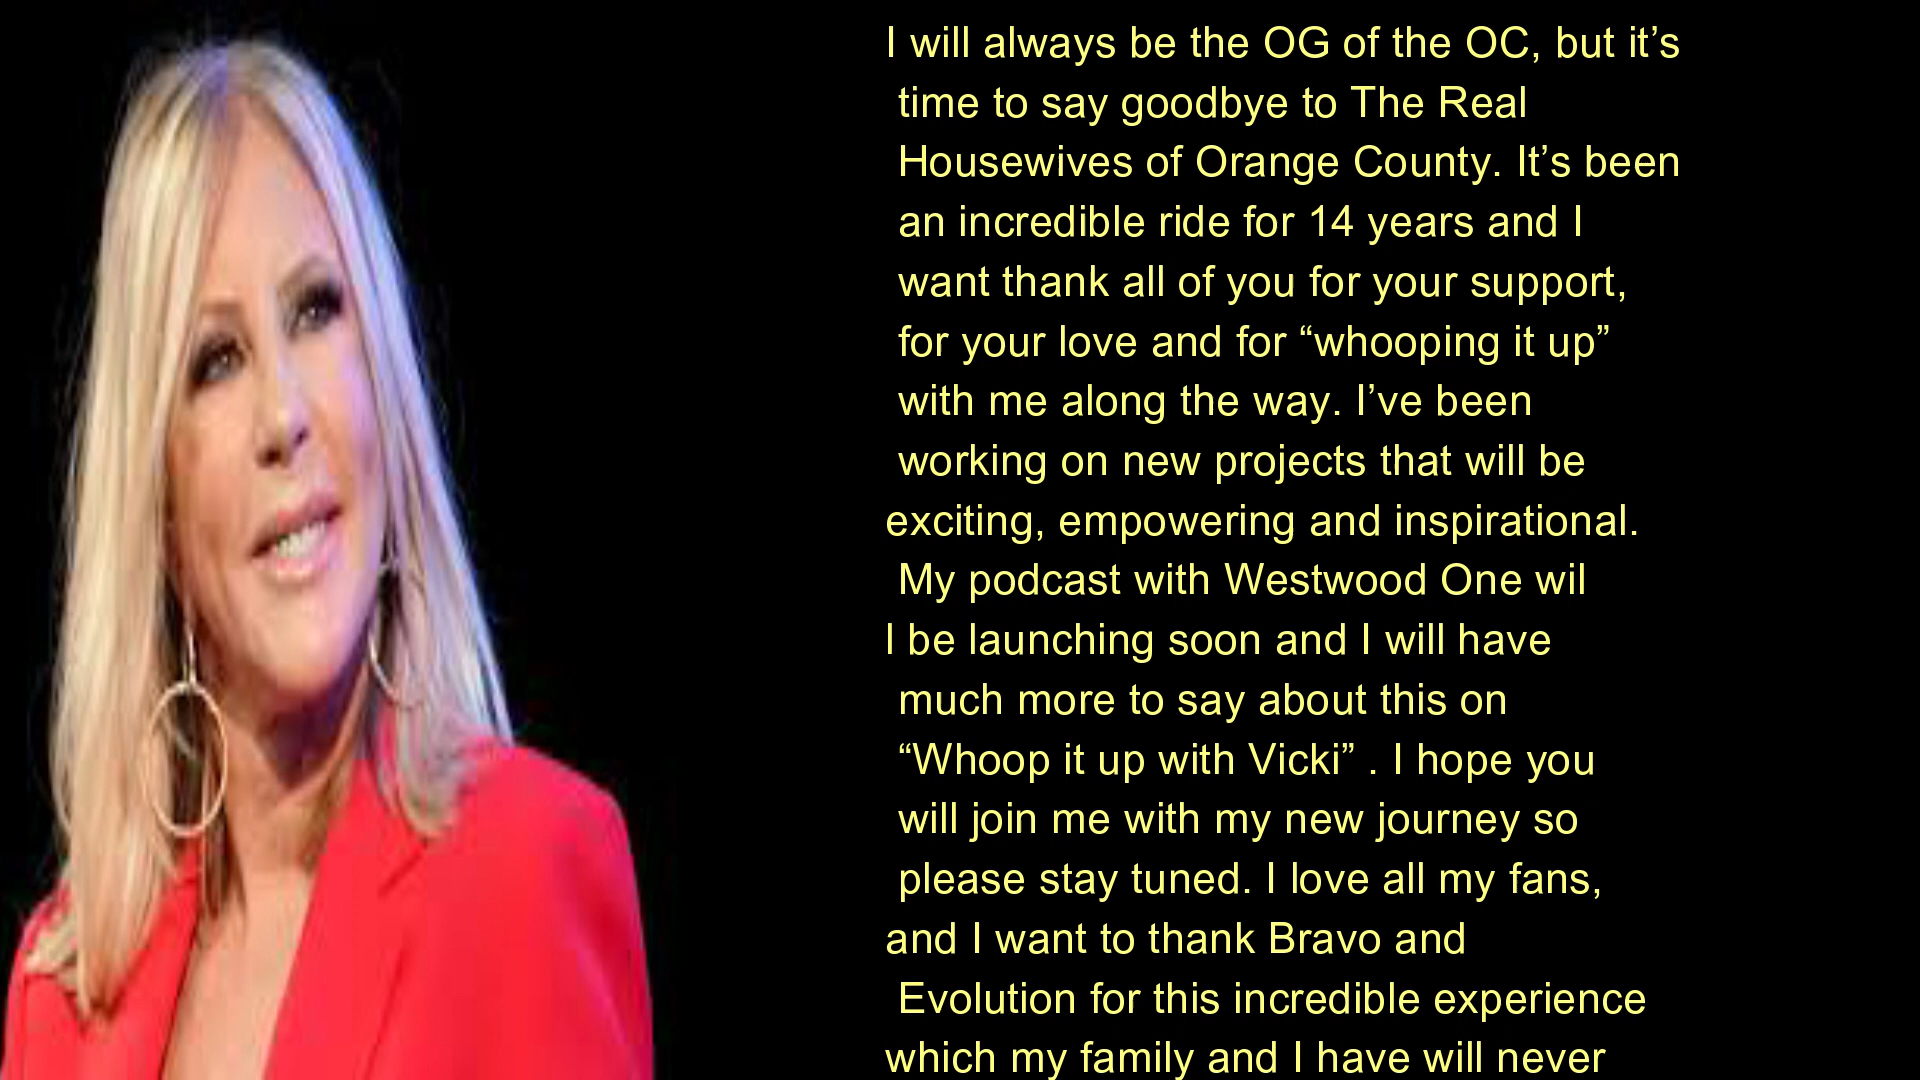 I will always be the OG of the OC, but it’s
time to say goodbye to The Real
Housewives of Orange County. It’s been
an incredible ride for 14 years and I
want thank all of you for your support,
for your love and for “whooping it up”
with me along the way. I’ve been
working on new projects that will be
exciting, empowering and inspirational.
My podcast with Westwood One wil
l be launching soon and I will have
much more to say about this on
“Whoop it up with Vicki” . I hope you
will join me with my new journey so
please stay tuned. I love all my fans,
and I want to thank Bravo and
Evolution for this incredible experience
which my family and I have will never